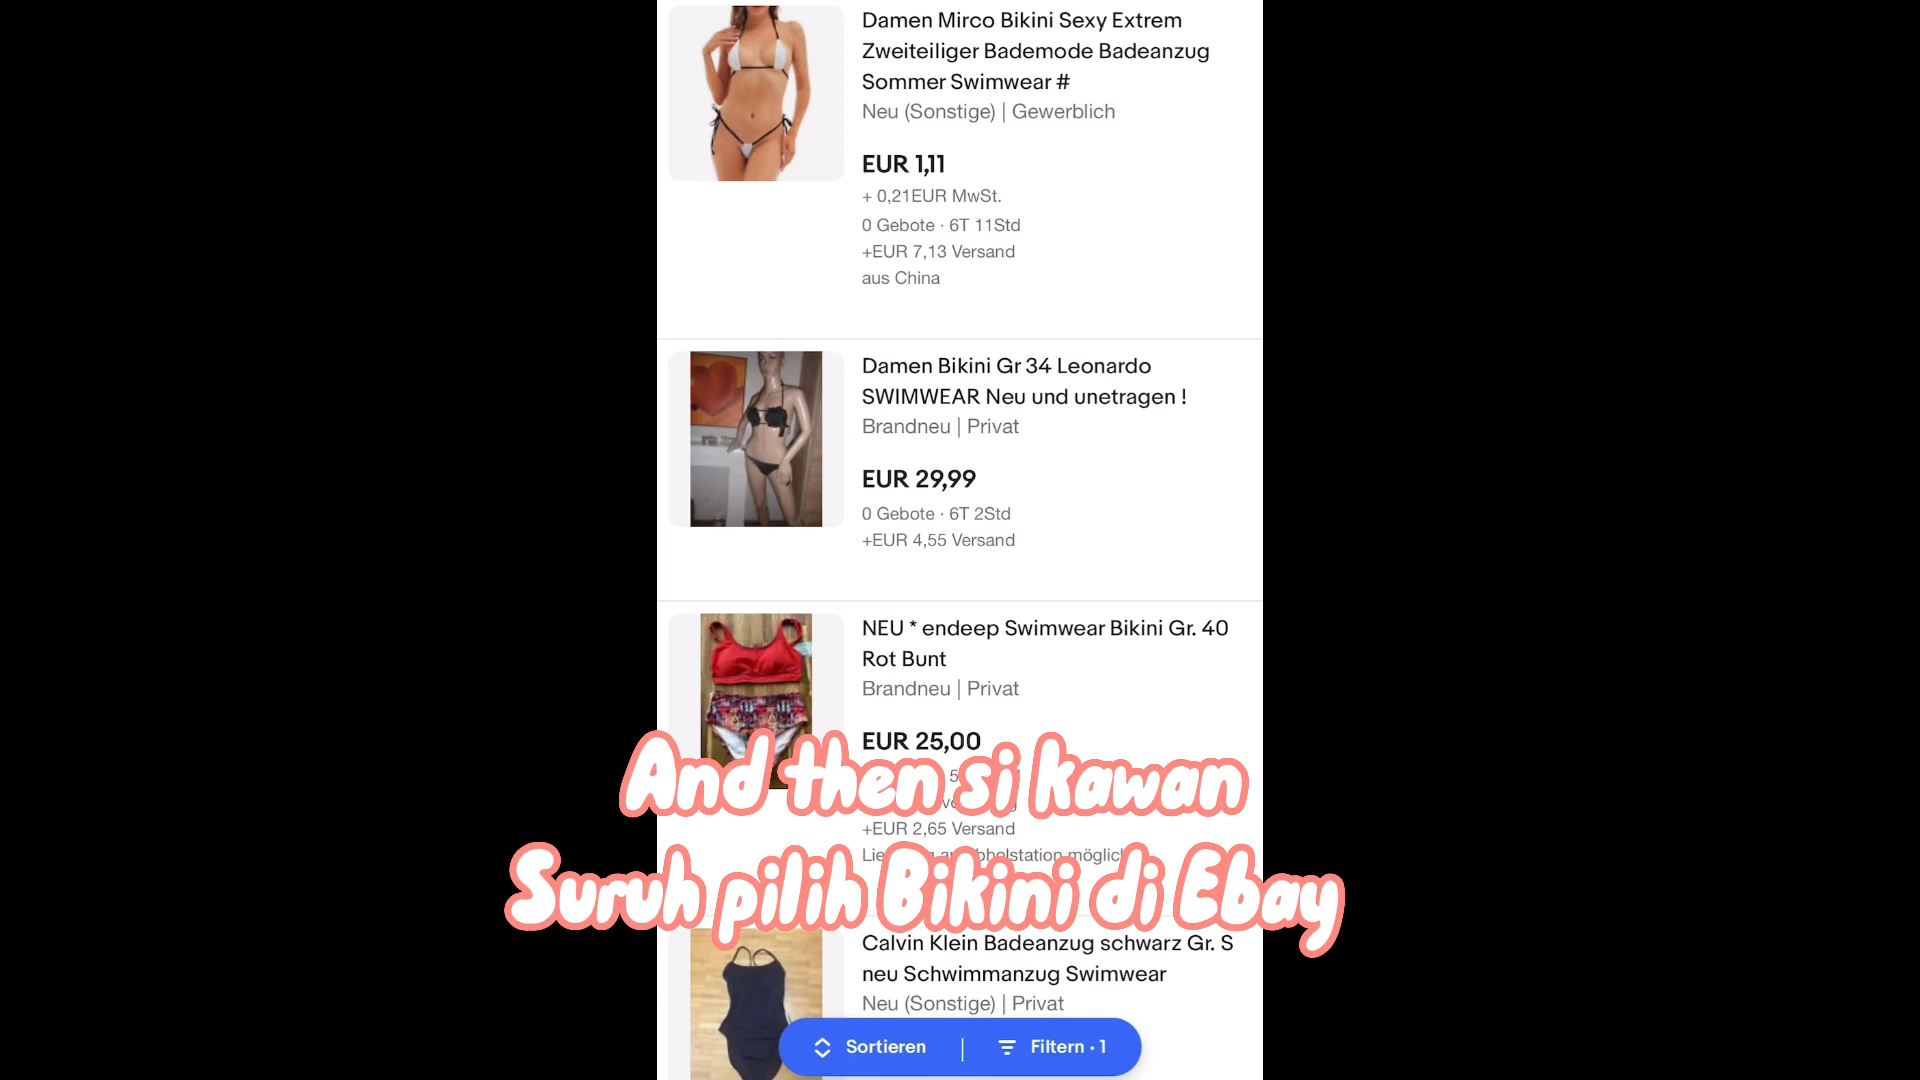 Damen Mirco Bikini Sexy Extrem
Zweiteiliger Bademode Badeanzug
Sommer Swimwear #
Neu (Sonstige) | Gewerblich
EUR 1,11
+ 0,21EUR MwSt.
0 Gebote · 6T 11Std
+EUR 7,13 Versand
aus China
Damen Bikini Gr 34 Leonardo
SWIMWEAR Neu und unetragen !
Brandneu | Privat
EUR 29,99
0 Gebote · 6T 2Std
+EUR 4,55 Versand
NEU * endeep Swimwear Bikini Gr. 40
Rot Bunt
Brandneu | Privat
EUR 25,00
And then si kawan
+EUR 2,65 Versand
Suruh pilih Bikini di Ebay
Calvin Klein Badeanzug schwarz Gr. S
neu Schwimmanzug Swimwear
Neu (Sonstige) | Privat
Sortieren | Filtern · 1